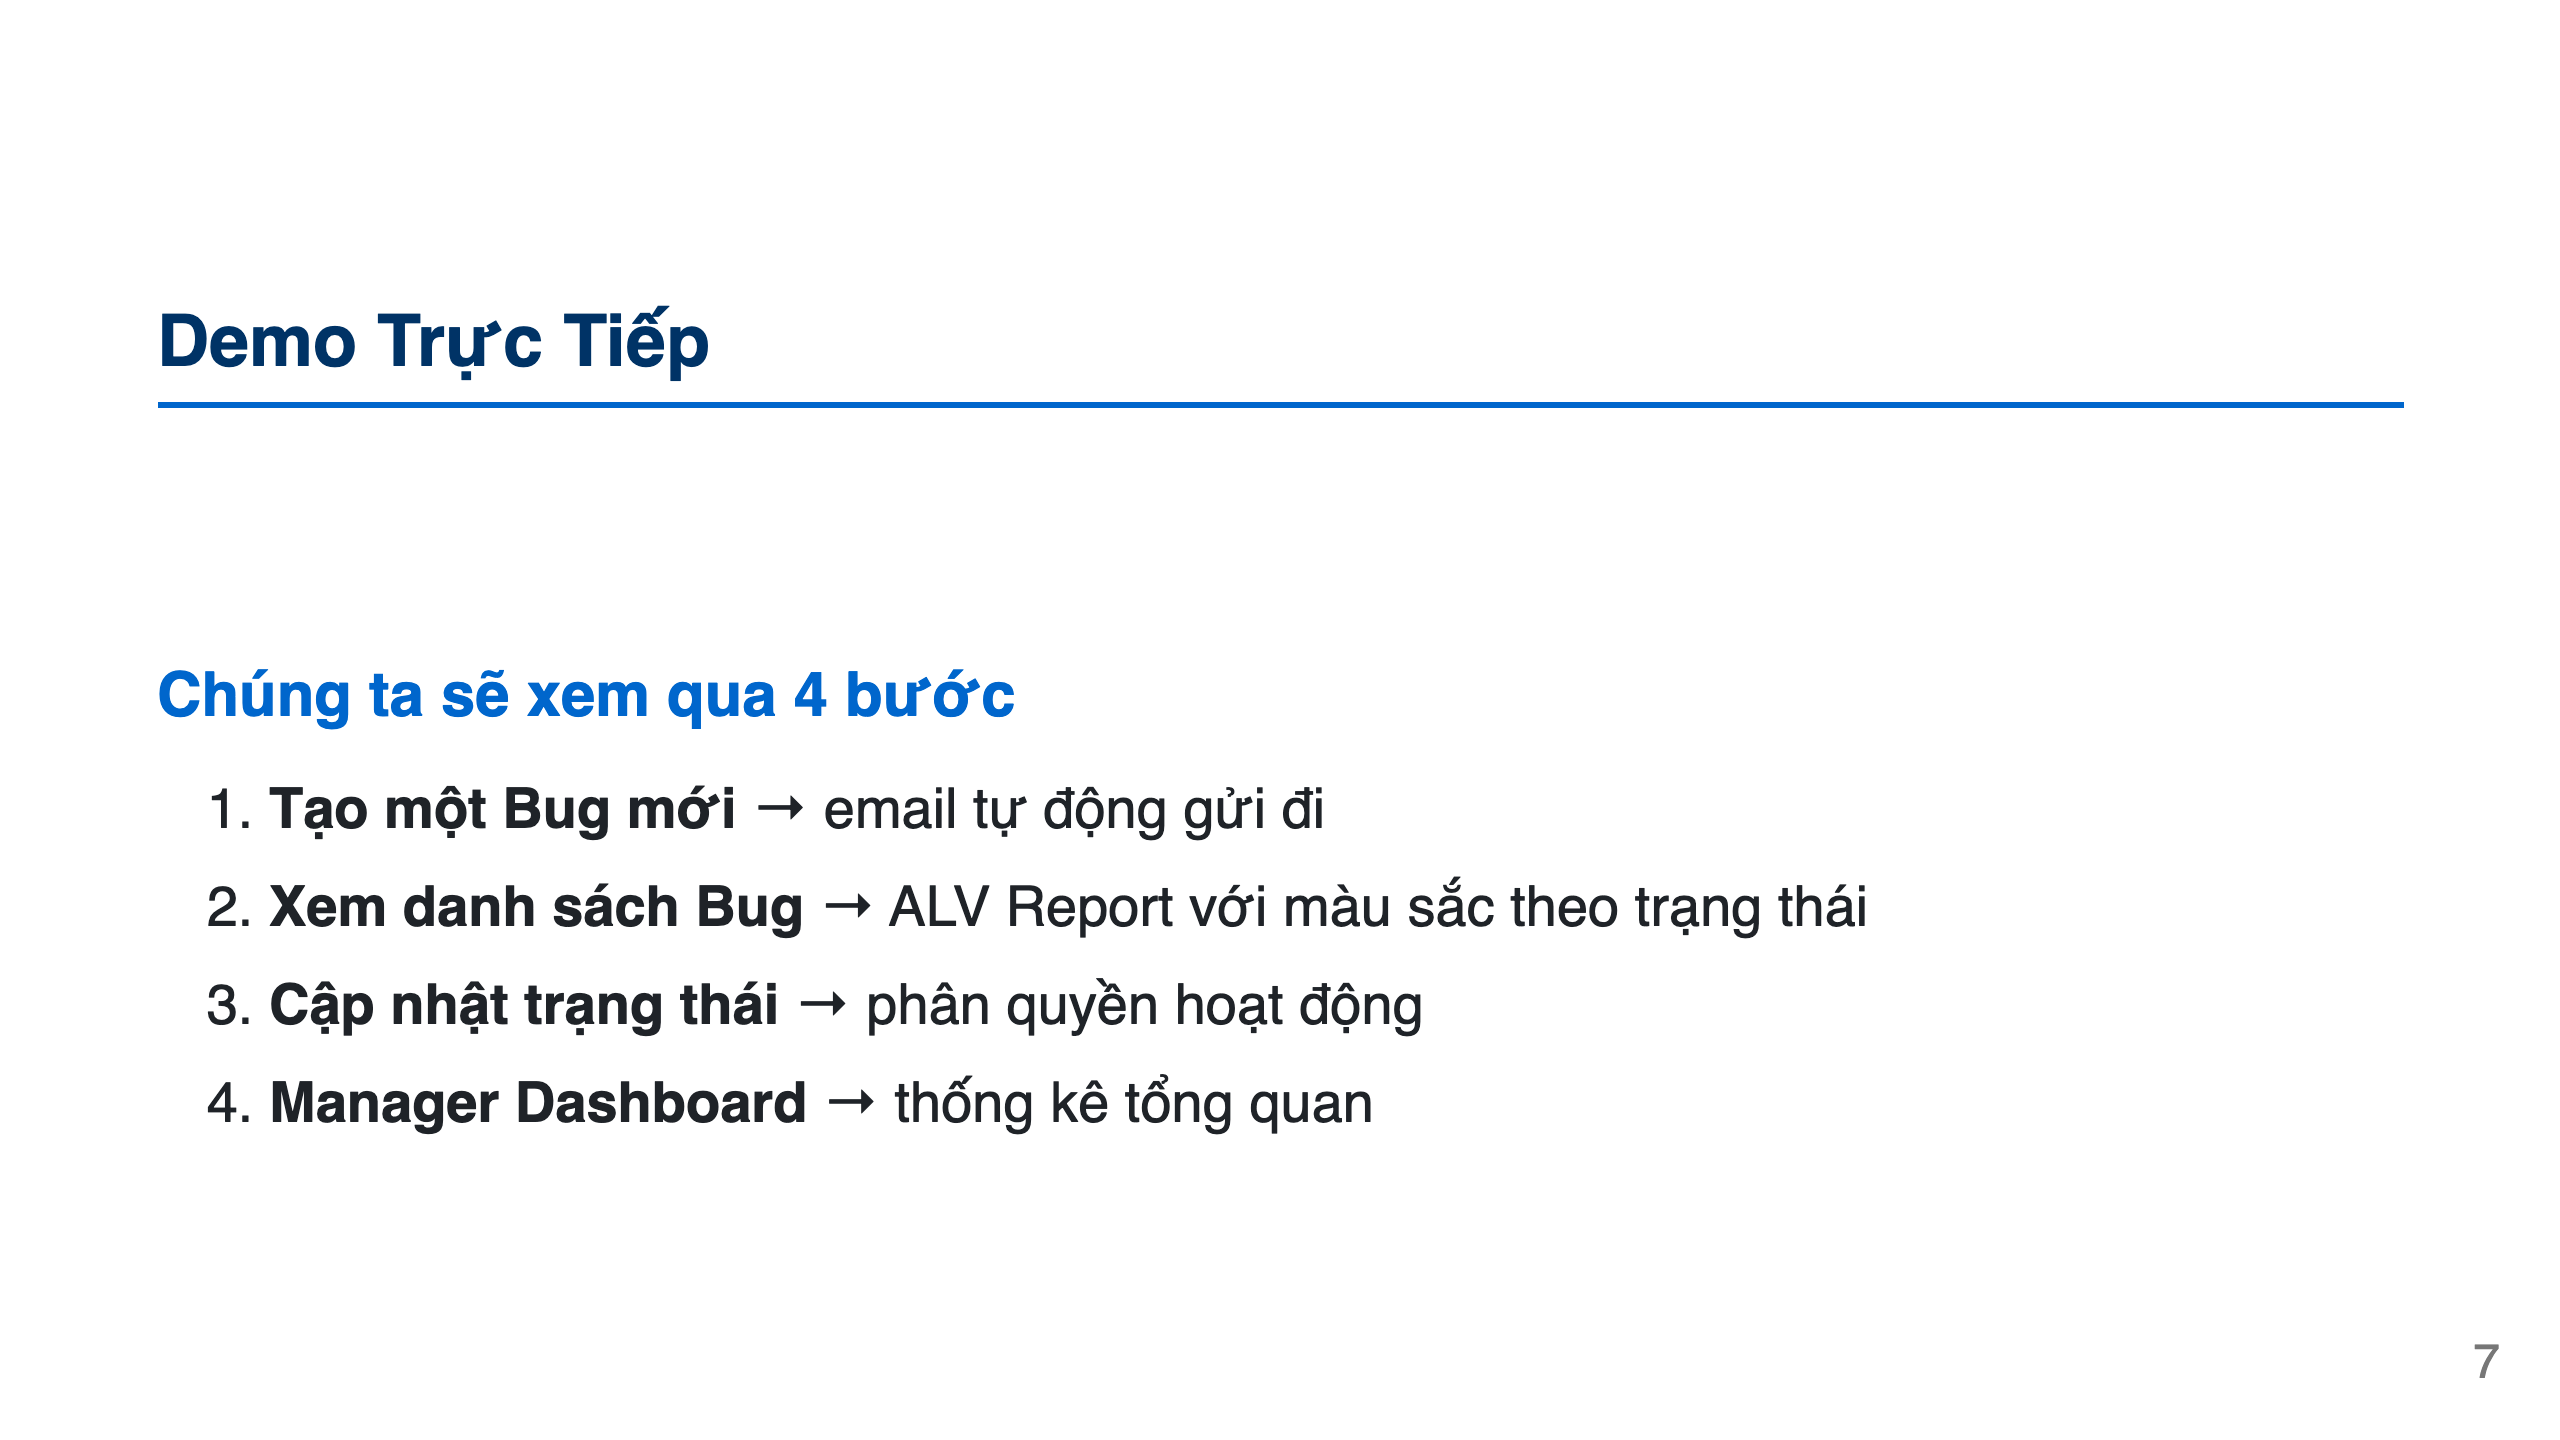 Demo Trực Tiếp
Chúng ta sẽ xem qua 4 bước
1. Tạo một Bug mới → email tự động gửi đi
2. Xem danh sách Bug → ALV Report với màu sắc theo trạng thái
3. Cập nhật trạng thái → phân quyền hoạt động
4. Manager Dashboard → thống kê tổng quan
7